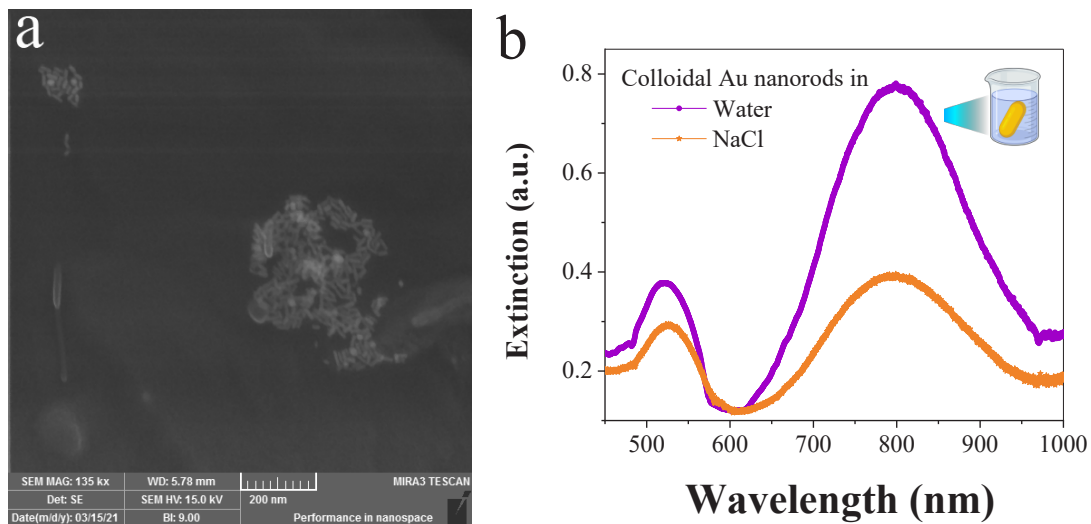 a
SEM MAG: 135 kx
WD: 5.78 mm
MIRA3 TESCAN
Det: SE
SEM HV: 15.0 kV
200 nm
Date(m/d/y): 03/15/21
BI: 9.00
Performance in nanospace
b
Colloidal Au nanorods in
Water
NaCl
Extinction (a.u.)
0.8
0.6
0.4
0.2
500 600 700 800 900 1000
Wavelength (nm)